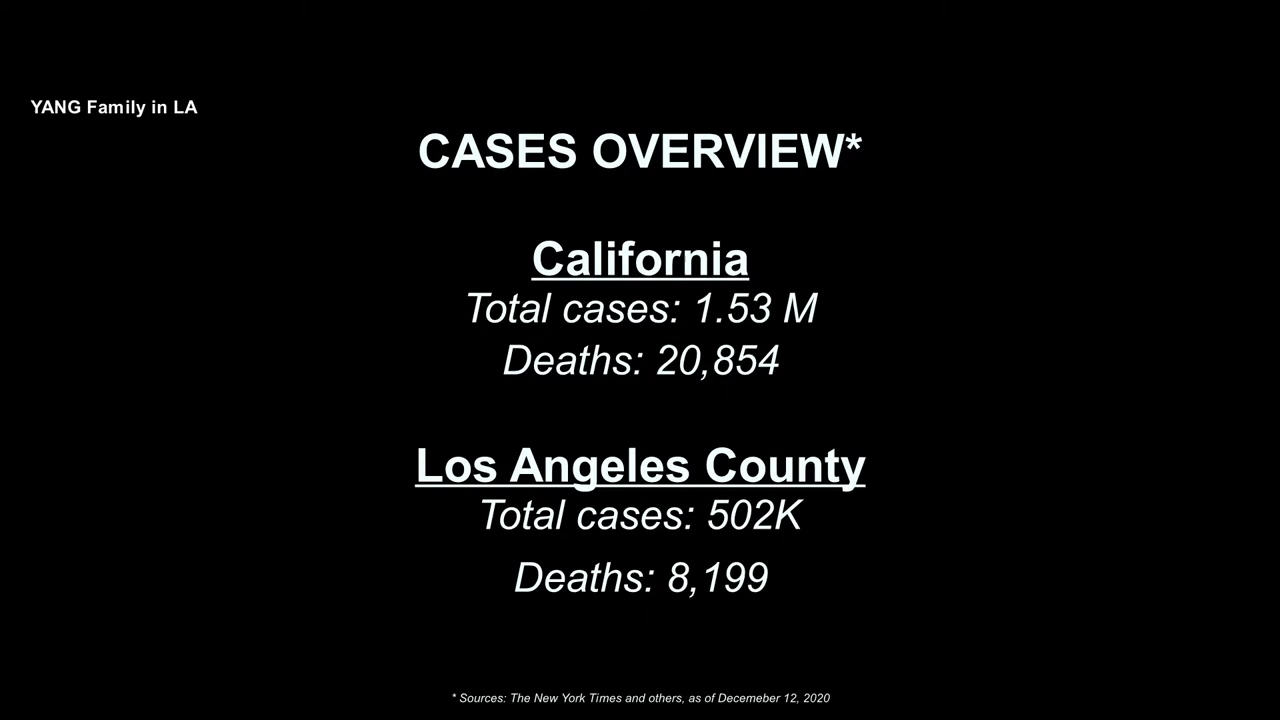 YANG Family in LA
CASES OVERVIEW*
California
Total cases: 1.53 M
Deaths: 20,854
Los Angeles County
Total cases: 502K
Deaths: 8,199
* Sources: The New York Times and others, as of Decemeber 12, 2020